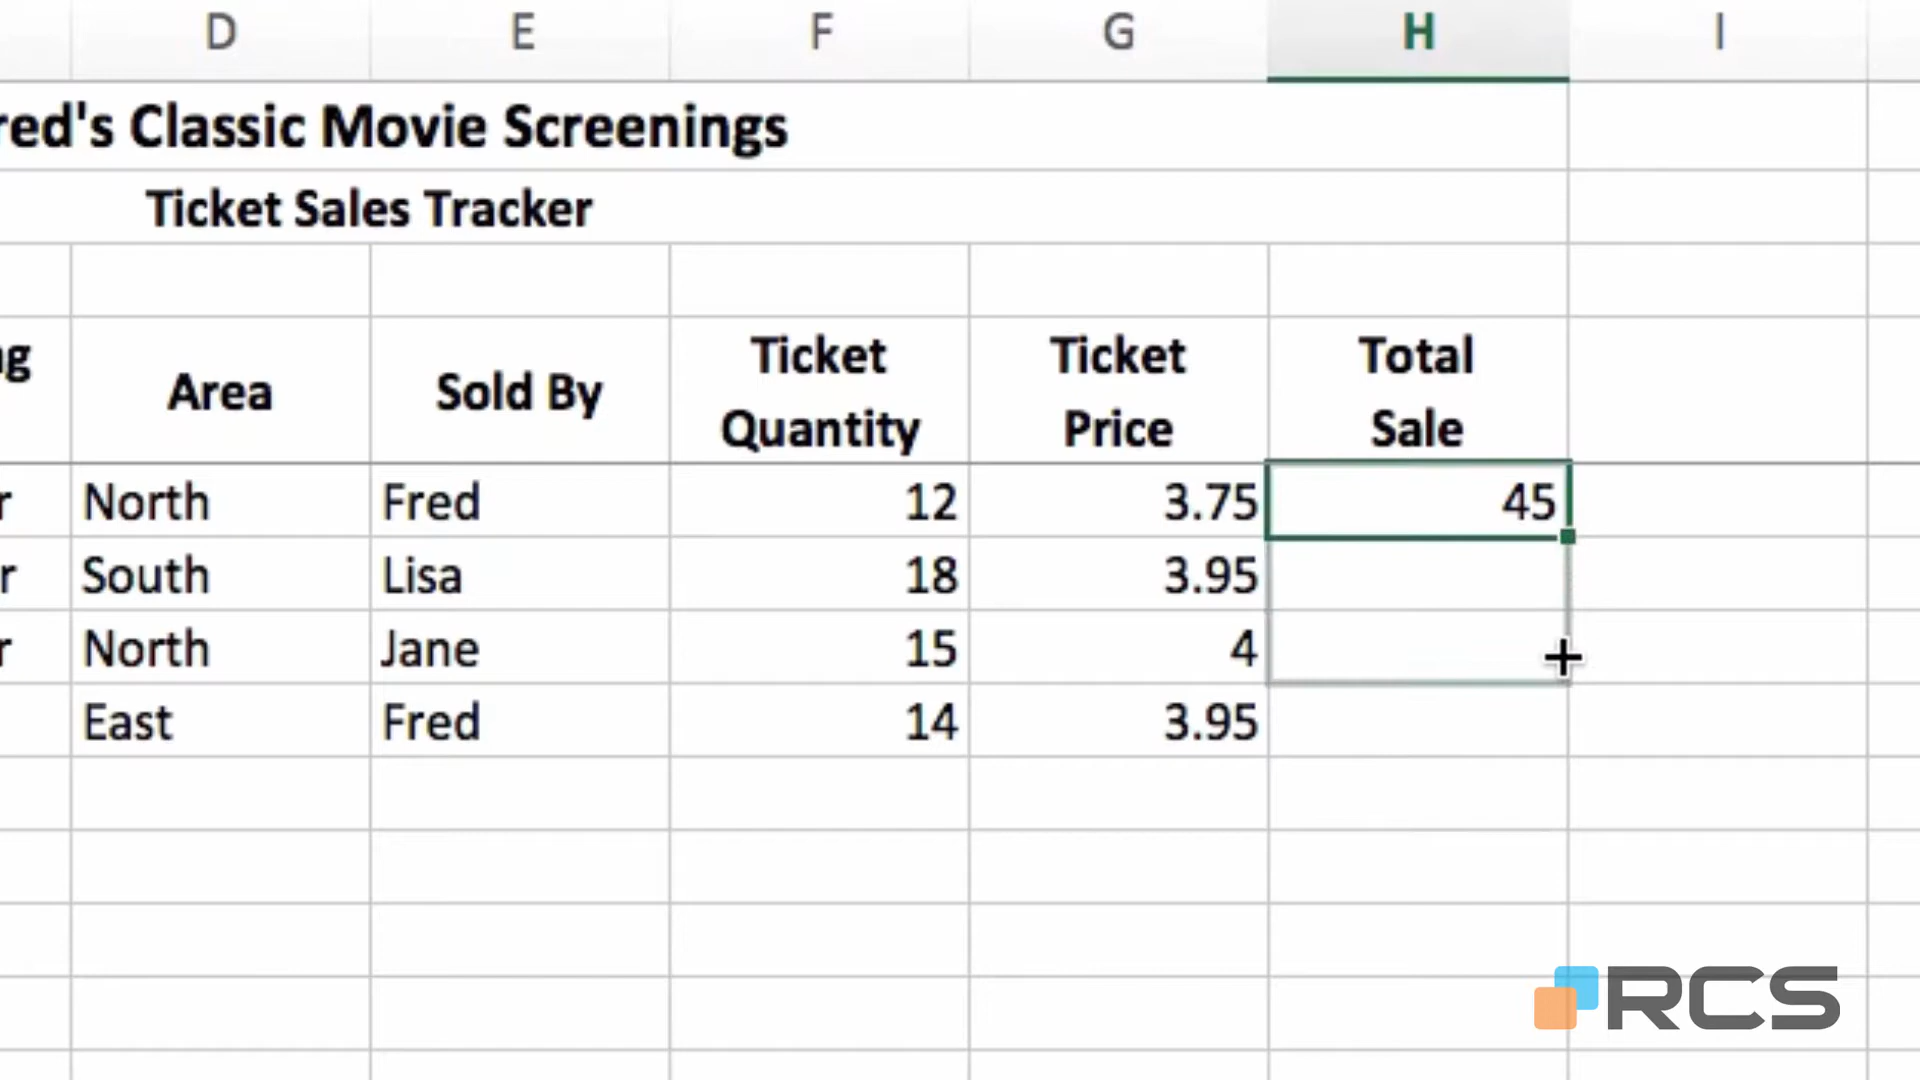 D E F G H I
red's Classic Movie Screenings
Ticket Sales Tracker
g Area Sold By Ticket Quantity Ticket Price Total Sale
r North Fred 12 3.75 45
r South Lisa 18 3.95
r North Jane 15 4
East Fred 14 3.95
RCS